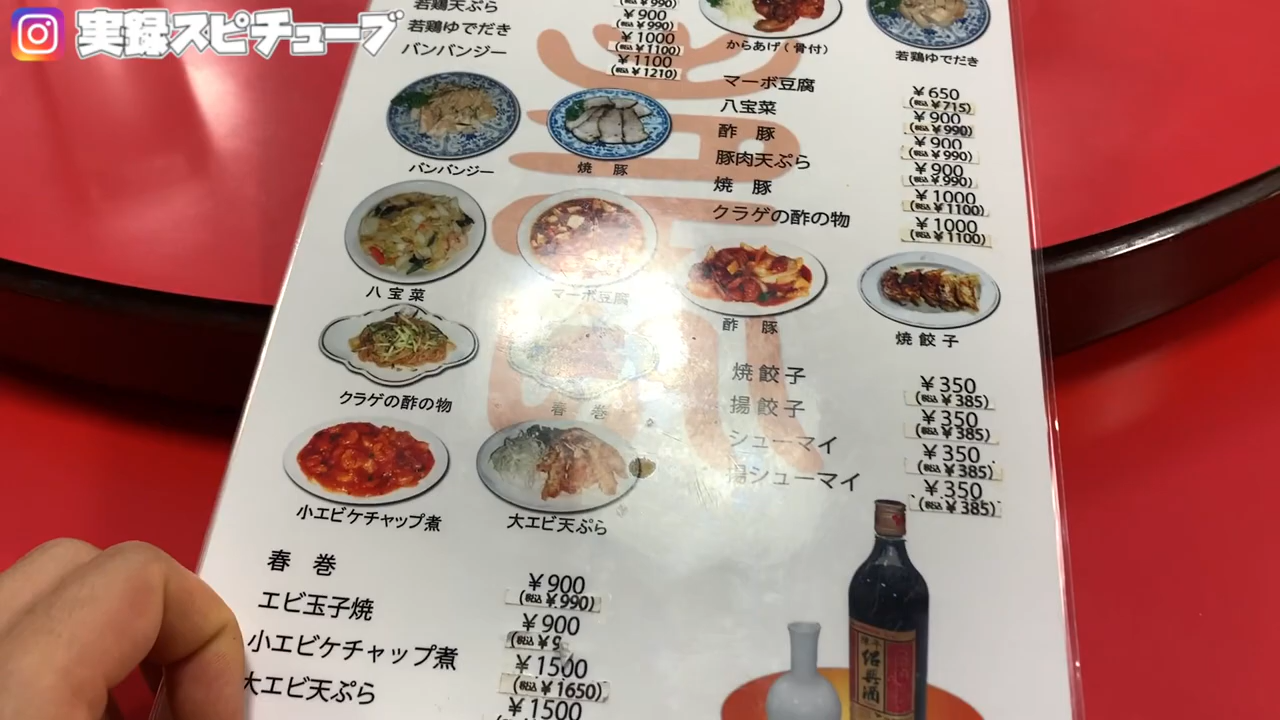 実録スピチューブ
若鶏天ぷら
(税込¥990)
若鶏ゆでだき
¥900
(税込¥990)
バンバンジー
¥1000
(税込¥1100)
¥1100
(税込¥1210)
からあげ(骨付)
若鶏ゆでだき
バンバンジー
焼豚
マーボ豆腐
¥650
(税込¥715)
八宝菜
¥900
(税込¥990)
酢豚
¥900
(税込¥990)
豚肉天ぷら
¥900
(税込¥990)
焼豚
¥1000
(税込¥1100)
クラゲの酢の物
¥1000
(税込¥1100)
八宝菜
マーボ豆腐
酢豚
焼餃子
クラゲの酢の物
春巻
小エビケチャップ煮
大エビ天ぷら
焼餃子
¥350
(税込¥385)
揚餃子
¥350
(税込¥385)
シューマイ
¥350
(税込¥385)
揚シューマイ
¥350
(税込¥385)
春巻
¥900
(税込¥990)
エビ玉子焼
¥900
小エビケチャップ煮
¥1500
(税込¥1650)
大エビ天ぷら
¥1500
紹興酒